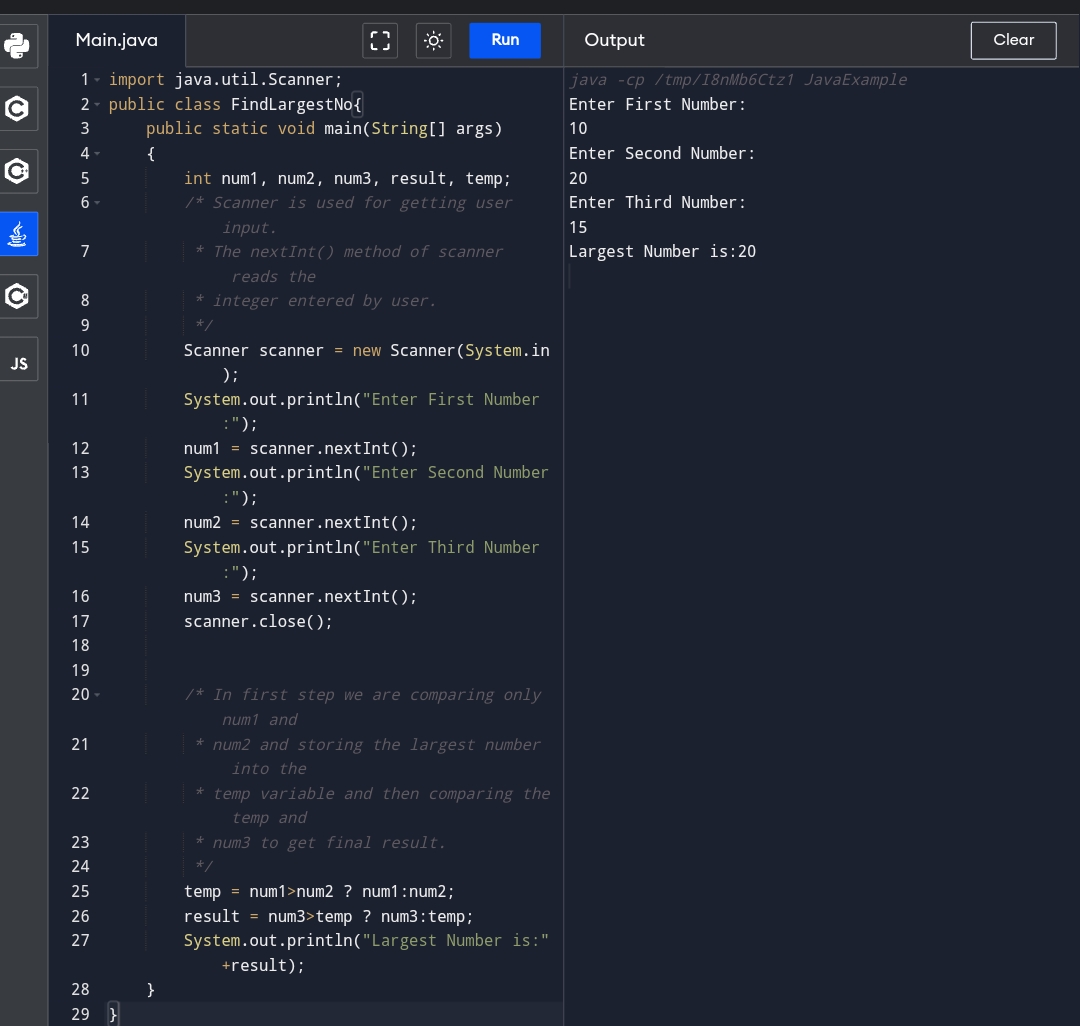 Main.java
Run
Output
Clear
C
C
C
JS
1 import java.util.Scanner;
2 public class FindLargestNo{
3 public static void main(String[] args)
4 {
5 int num1, num2, num3, result, temp;
6 /* Scanner is used for getting user
input.
7 * The nextInt() method of scanner
reads the
8 * integer entered by user.
9 */
10 Scanner scanner = new Scanner(System.in
);
11 System.out.println("Enter First Number
:");
12 num1 = scanner.nextInt();
13 System.out.println("Enter Second Number
:");
14 num2 = scanner.nextInt();
15 System.out.println("Enter Third Number
:");
16 num3 = scanner.nextInt();
17 scanner.close();
18
19
20 /* In first step we are comparing only
num1 and
21 * num2 and storing the largest number
into the
22 * temp variable and then comparing the
temp and
23 * num3 to get final result.
24 */
25 temp = num1>num2 ? num1:num2;
26 result = num3>temp ? num3:temp;
27 System.out.println("Largest Number is:"
+result);
28 }
29 }
java -cp /tmp/I8nMb6Ctz1 JavaExample
Enter First Number:
10
Enter Second Number:
20
Enter Third Number:
15
Largest Number is:20